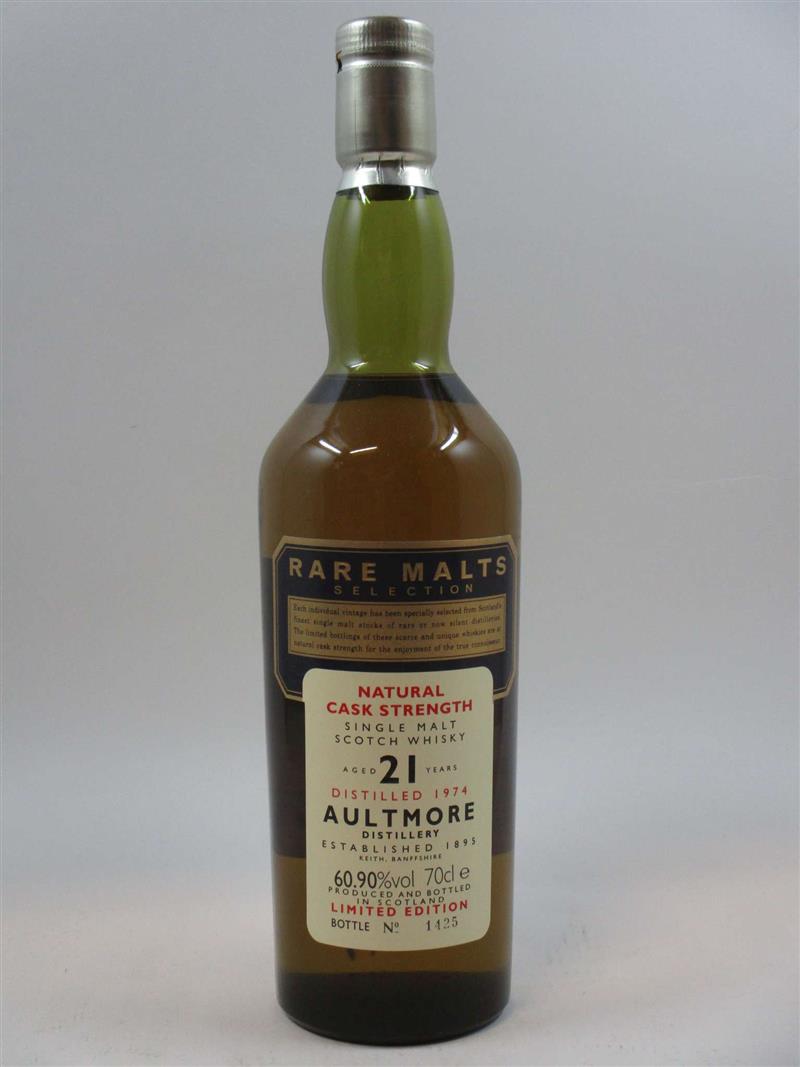 RARE MALTS
SELECTION
Each individual vintage has been specially selected from Scotland's
finest single malt stocks of rare or now silent distilleries.
The limited bottlings of these scarce and unique whiskies are at
natural cask strength for the enjoyment of the true connoisseur.
NATURAL
CASK STRENGTH
SINGLE MALT
SCOTCH WHISKY
AGED 21 YEARS
DISTILLED 1974
AULTMORE
DISTILLERY
ESTABLISHED 1895
KEITH, BANFFSHIRE
60.90%vol 70cl e
PRODUCED AND BOTTLED
IN SCOTLAND
LIMITED EDITION
BOTTLE Nº 1425